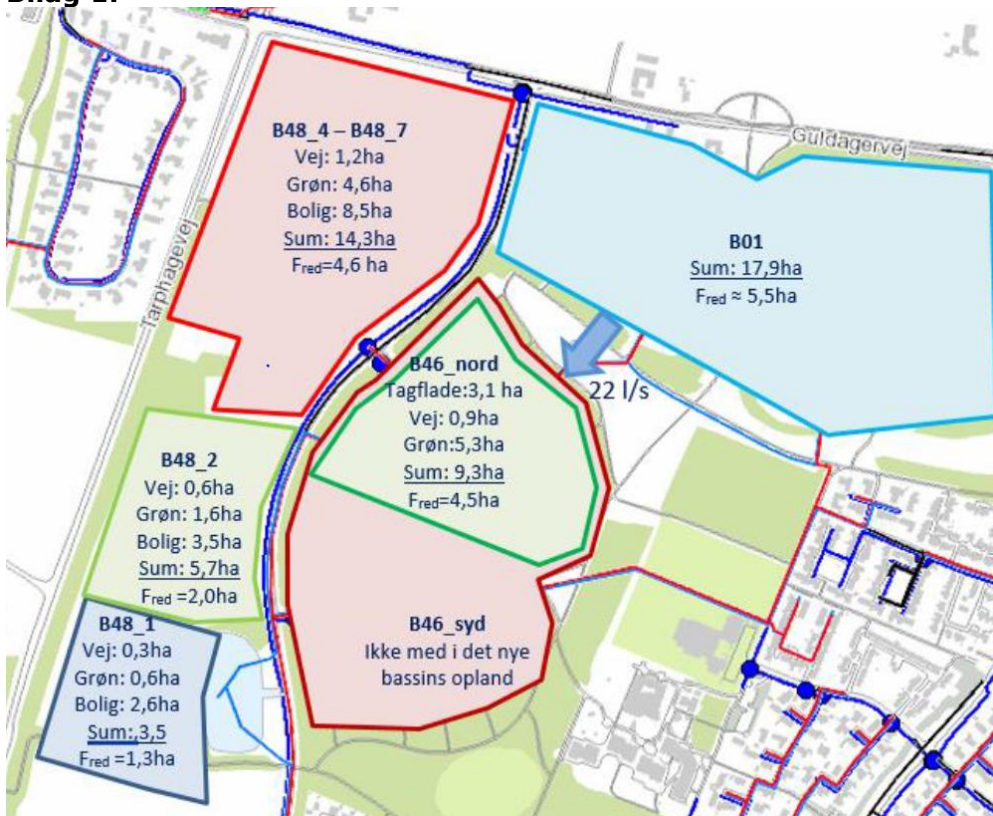 Bilag 1:
B48_4 – B48_7
Vej: 1,2ha
Grøn: 4,6ha
Bolig: 8,5ha
Sum: 14,3ha
Fred=4,6 ha
Guldagervej
Tarphagevej
B01
Sum: 17,9ha
Fred ≈ 5,5ha
22 l/s
B46_nord
Tagflade:3,1 ha
Vej: 0,9ha
Grøn:5,3ha
Sum: 9,3ha
Fred=4,5ha
B48_2
Vej: 0,6ha
Grøn: 1,6ha
Bolig: 3,5ha
Sum: 5,7ha
Fred =2,0ha
B48_1
Vej: 0,3ha
Grøn: 0,6ha
Bolig: 2,6ha
Sum:,3,5
Fred =1,3ha
B46_syd
Ikke med i det nye
bassins opland